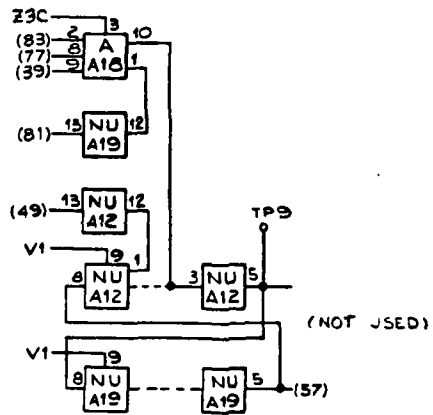 Z3C 3
(83) 2 A 10
(77) 8
(39) 9 A18 1
(81) 13 NU 12
A19
(49) 13 NU 12
A12
TP9
V1 9
8 NU 1 3 NU 5
A12 A12
(NOT JSED)
V1 9
8 NU NU 5 (57)
A19 A19